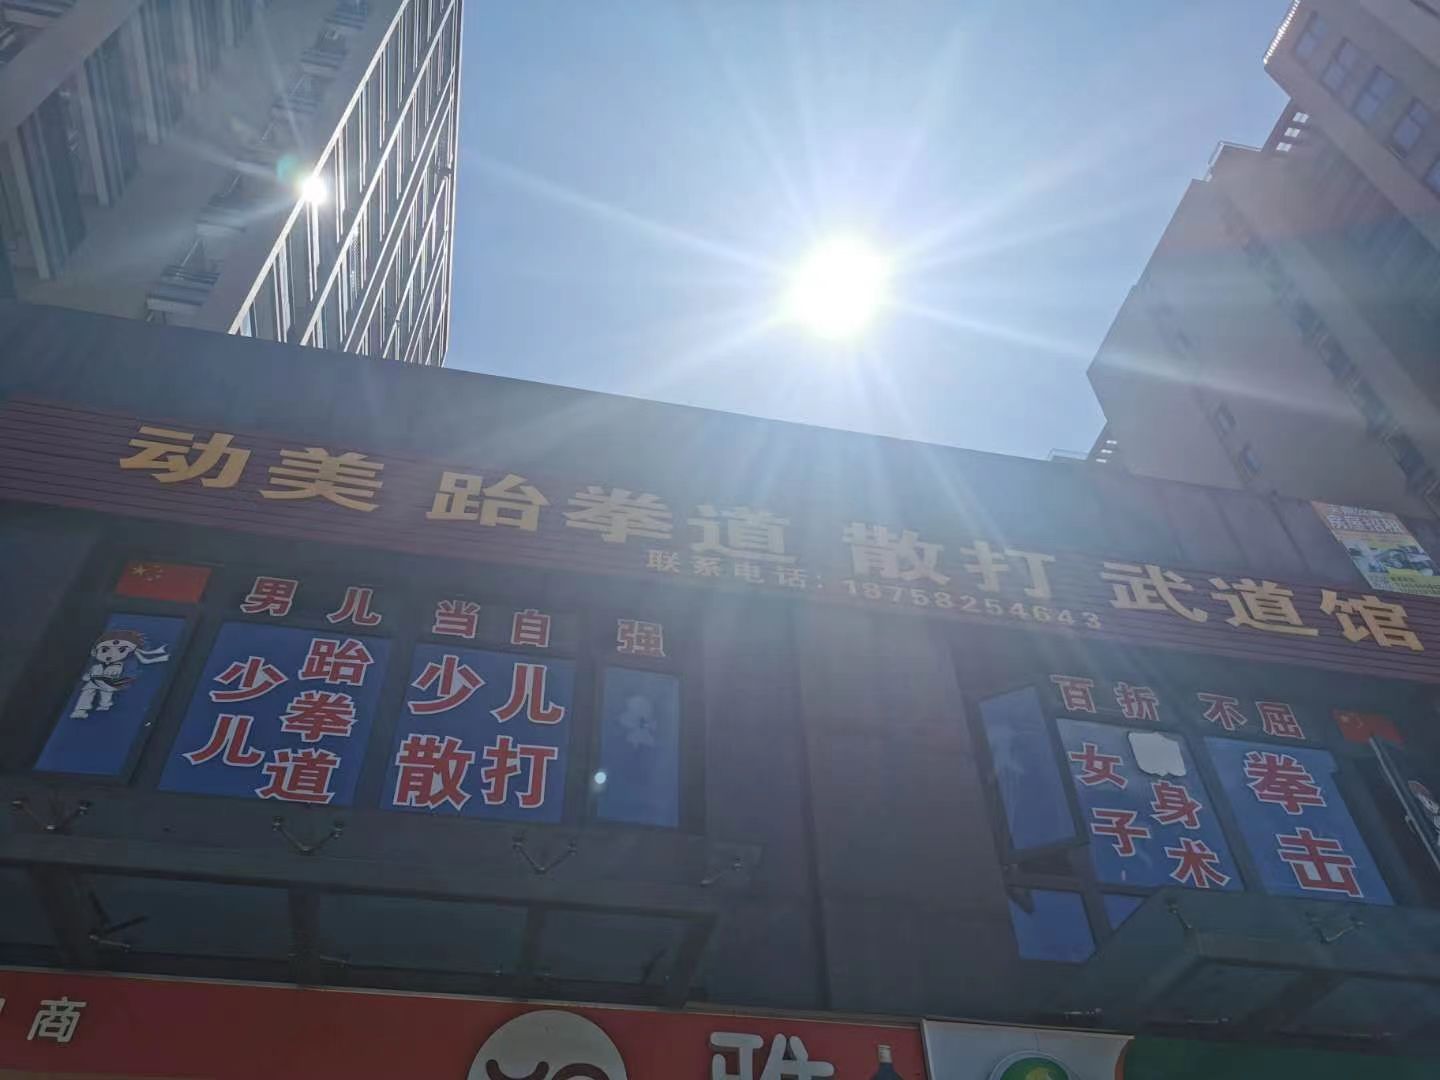 动美 跆拳道 散打 武道馆
联系电话：18758254643
男儿当自强
少儿跆拳道
少儿散打
百折不屈
女子
身术
拳击
商